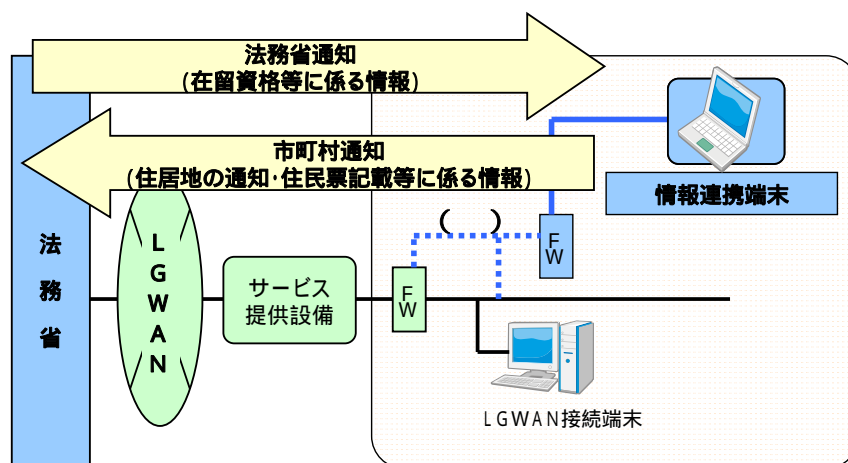 法務省通知
(在留資格等に係る情報)
市町村通知
(住居地の通知・住民票記載等に係る情報)
情報連携端末
法務省
LGWAN
サービス
提供設備
FW
( )
FW
LGWAN接続端末